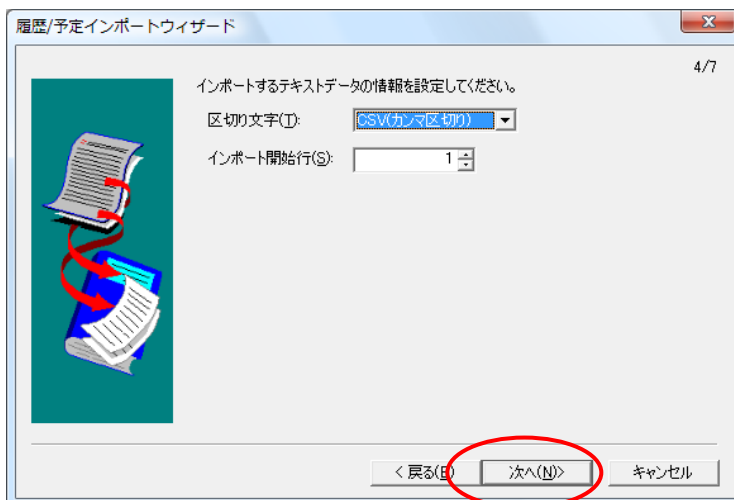 履歴/予定インポートウィザード
4/7
インポートするテキストデータの情報を設定してください。
区切り文字(T): CSV(カンマ区切り)
インポート開始行(S): 1
< 戻る(B) 次へ(N)> キャンセル